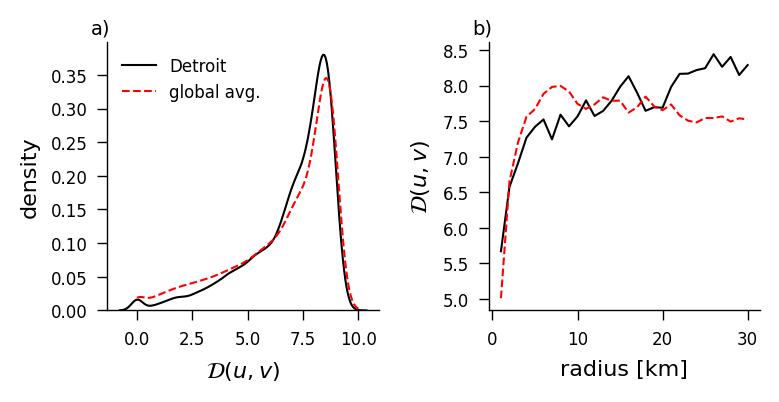 a)
Detroit
global avg.
density
0.35
0.30
0.25
0.20
0.15
0.10
0.05
0.00
0.0 2.5 5.0 7.5 10.0
𝒟(u, v)
b)
𝒟(u, v)
8.5
8.0
7.5
7.0
6.5
6.0
5.5
5.0
0 10 20 30
radius [km]